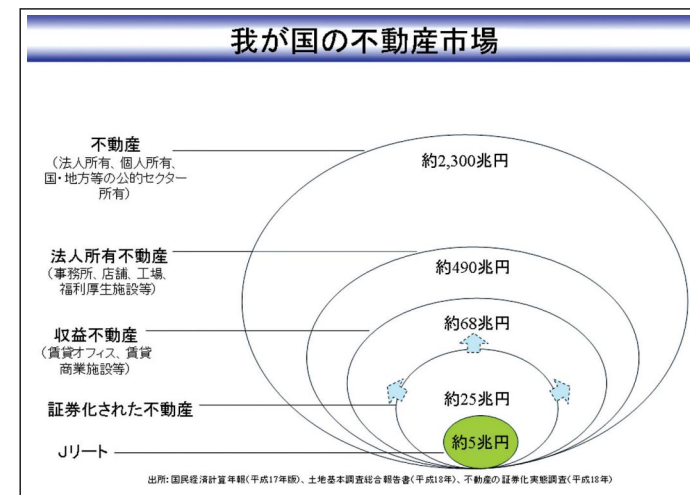 我が国の不動産市場
不動産
(法人所有、個人所有、
国・地方等の公的セクター
所有)
約2,300兆円
法人所有不動産
(事務所、店舗、工場、
福利厚生施設等)
約490兆円
収益不動産
(賃貸オフィス、賃貸
商業施設等)
約68兆円
証券化された不動産
約25兆円
Jリート
約5兆円
出所:国民経済計算年報(平成17年版)、土地基本調査総合報告書(平成18年)、不動産の証券化実態調査(平成18年)